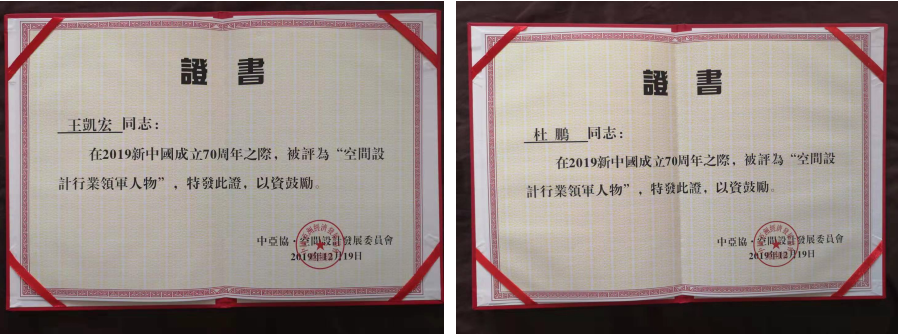 證書
王凱宏 同志：
在2019新中國成立70周年之際，被評為“空間設
計行業領軍人物”，特發此證，以資鼓勵。
中亞協·空間設計發展委員會
2019年12月19日
證書
杜鵬 同志：
在2019新中國成立70周年之際，被評為“空間設
計行業領軍人物”，特發此證，以資鼓勵。
中亞協·空間設計發展委員會
2019年12月19日